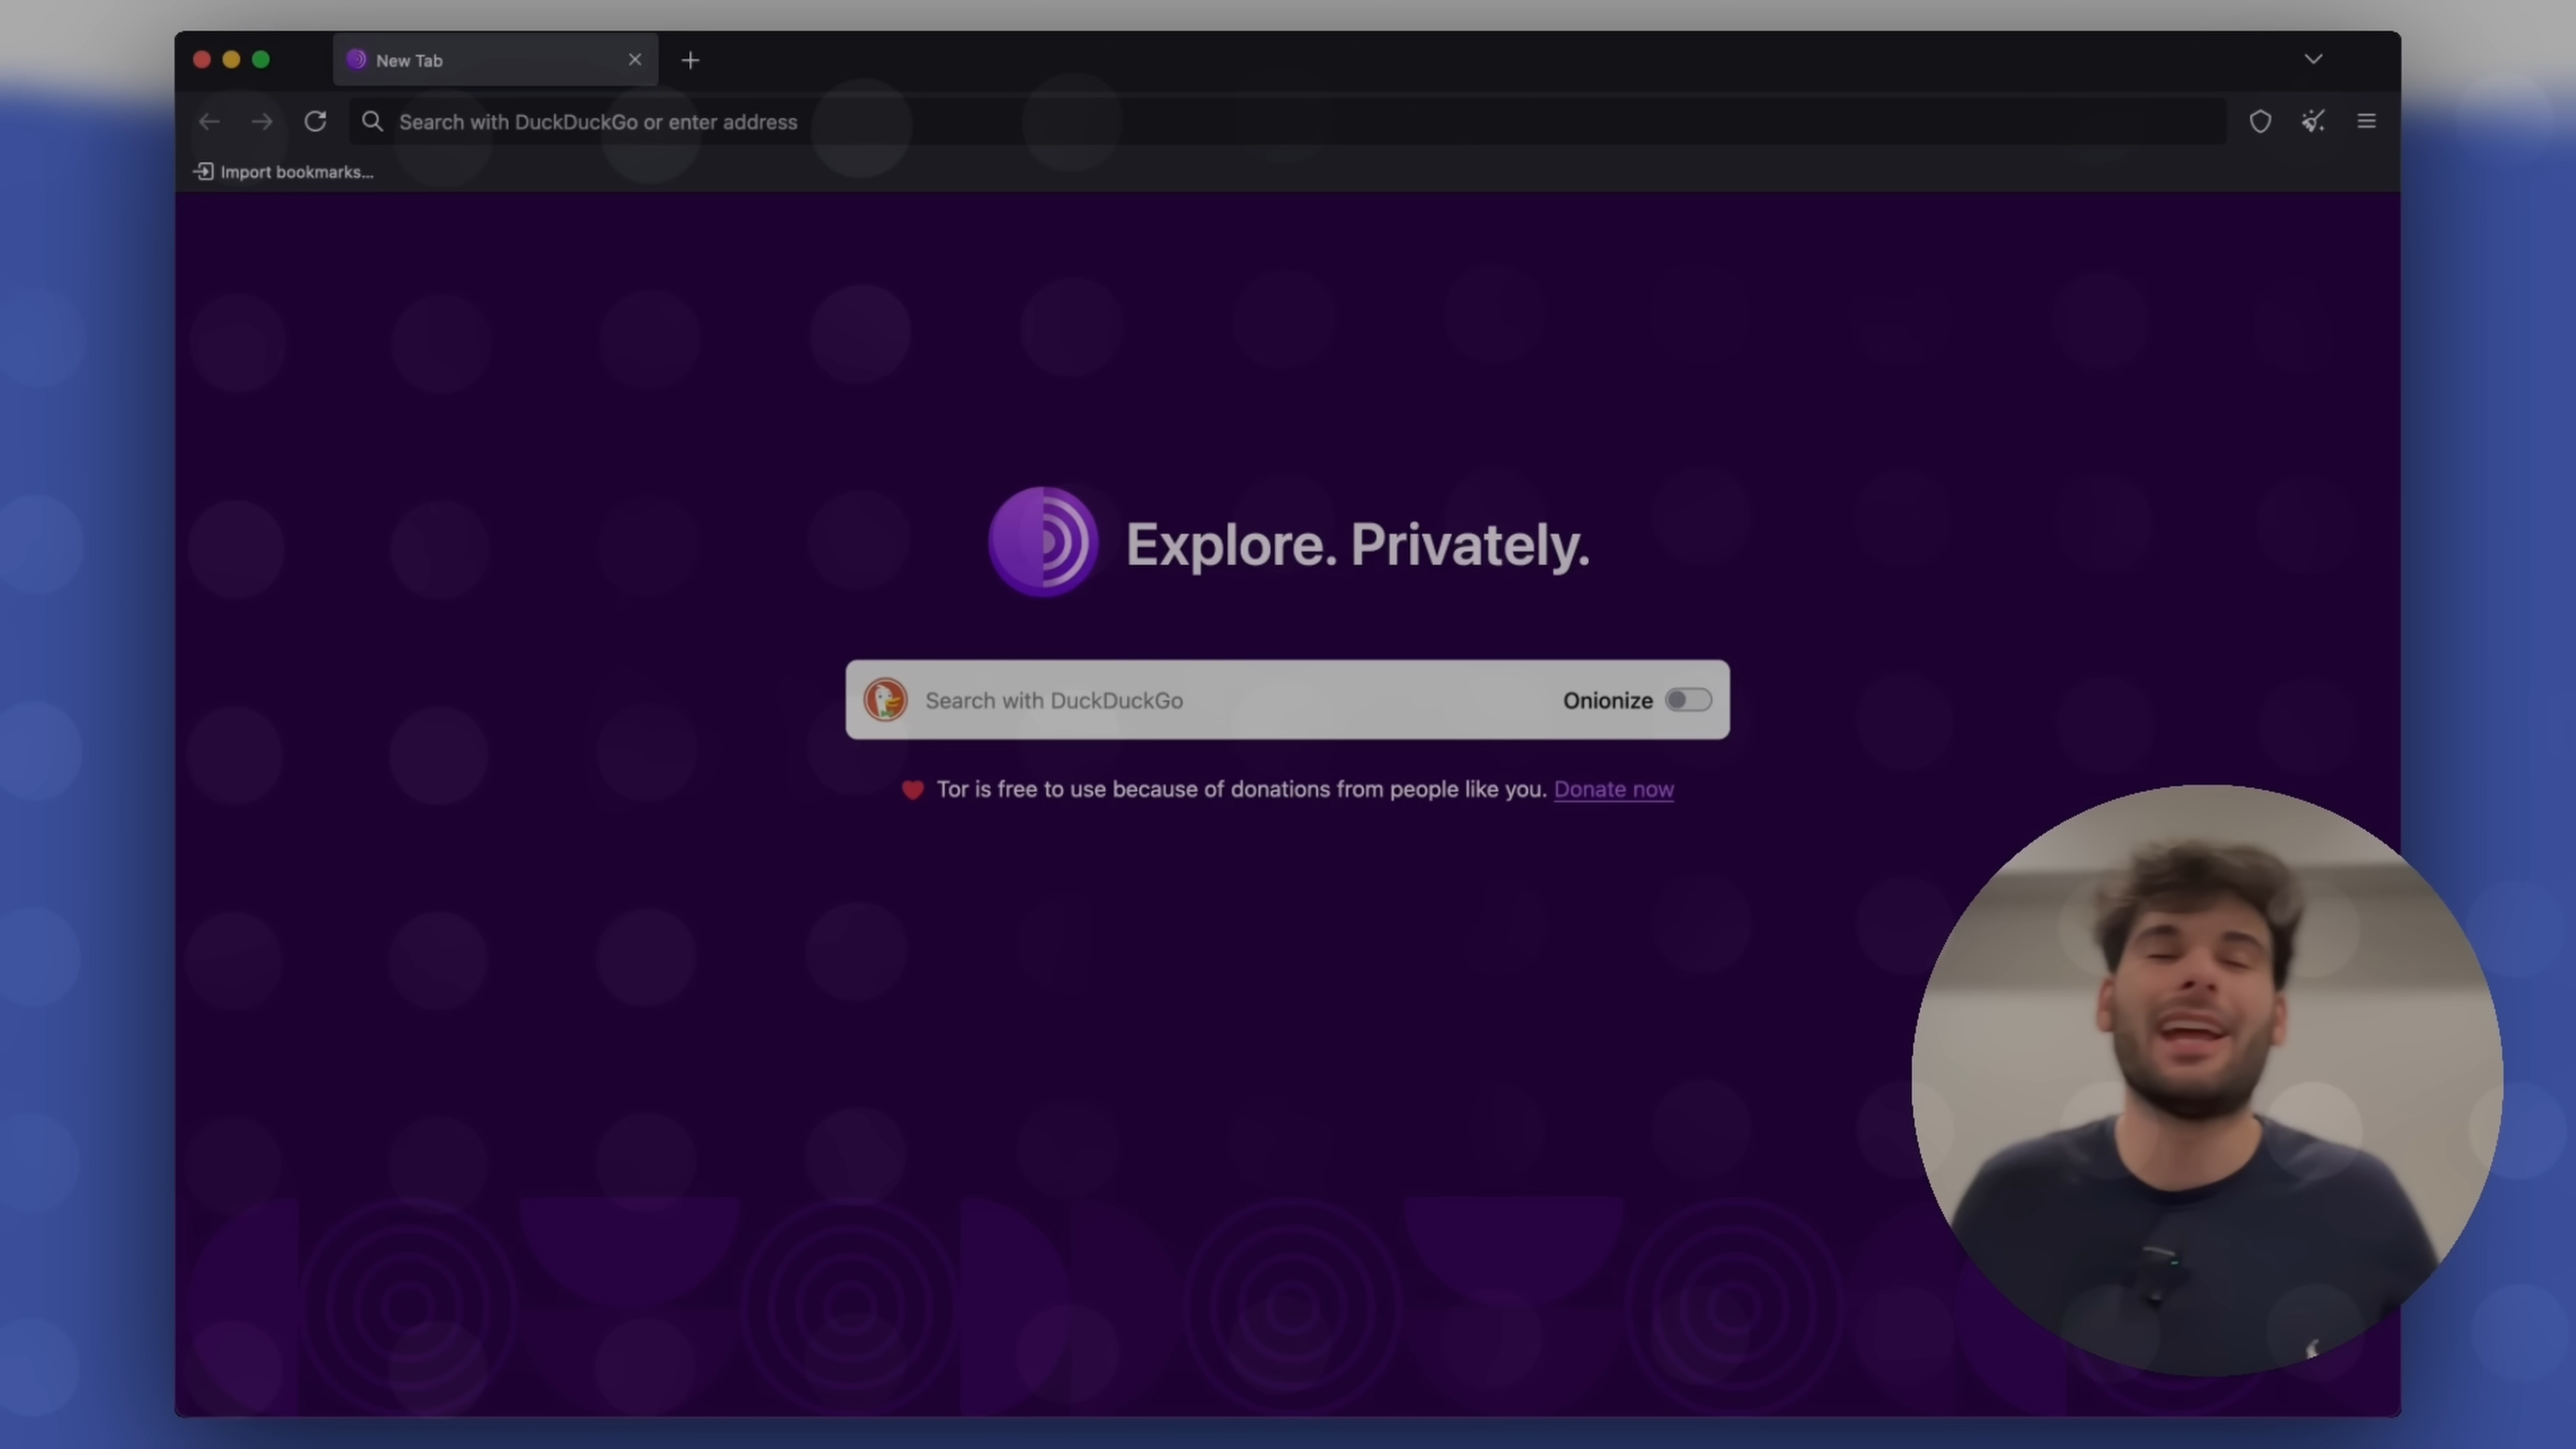 New Tab
Search with DuckDuckGo or enter address
Import bookmarks...
Explore. Privately.
Search with DuckDuckGo
Onionize
Tor is free to use because of donations from people like you. Donate now